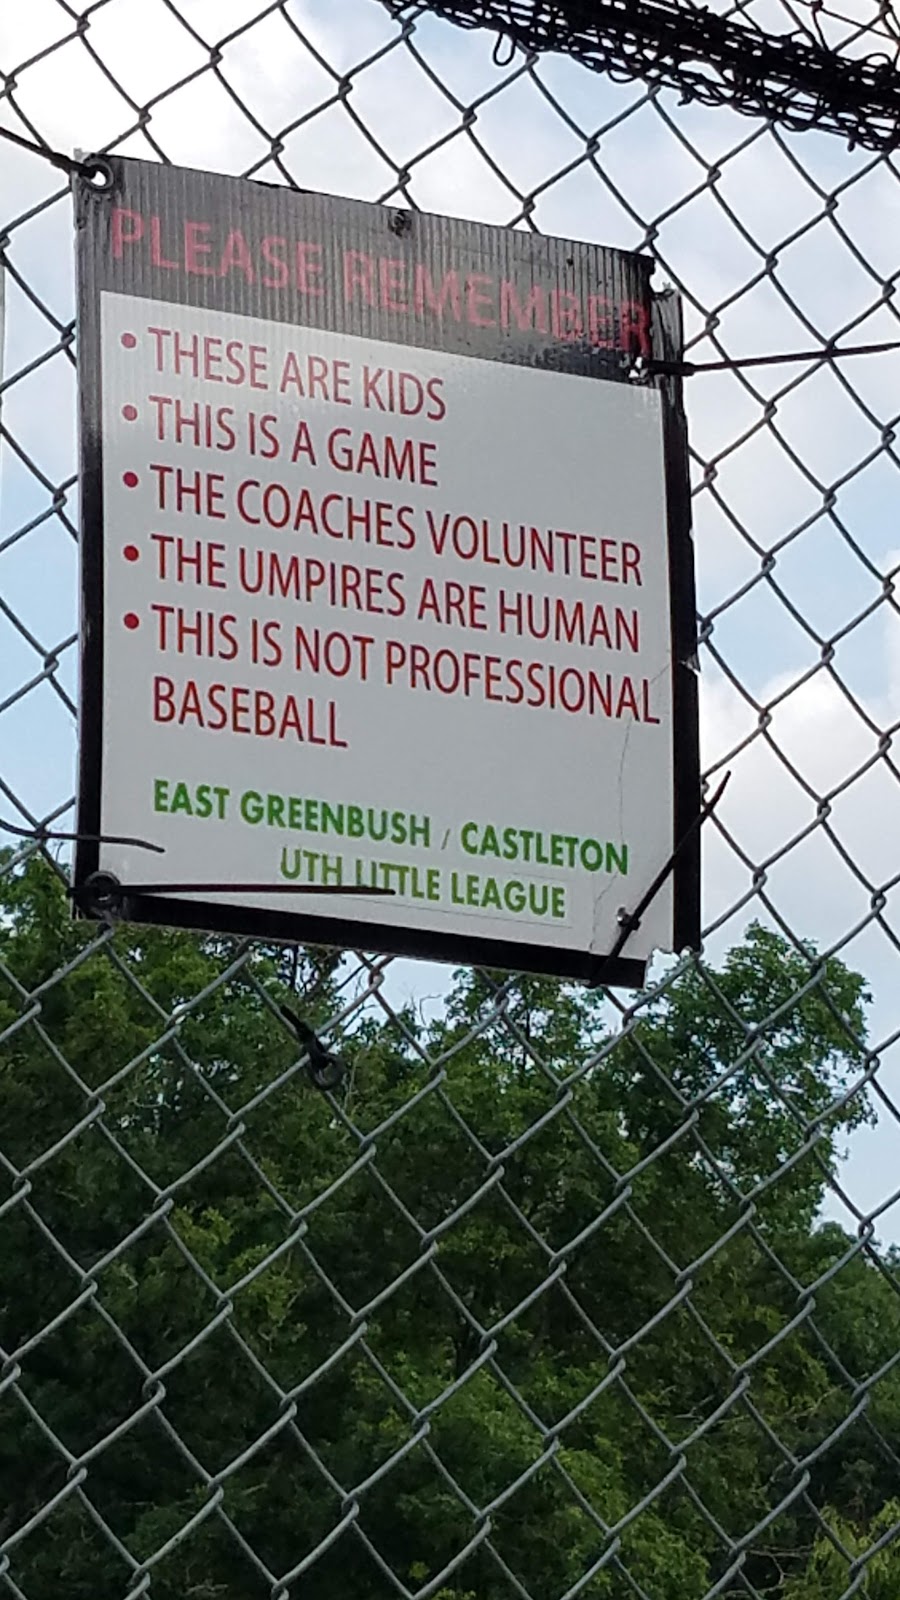 PLEASE REMEMBER
• THESE ARE KIDS
• THIS IS A GAME
• THE COACHES VOLUNTEER
• THE UMPIRES ARE HUMAN
• THIS IS NOT PROFESSIONAL
BASEBALL
EAST GREENBUSH / CASTLETON
UTH LITTLE LEAGUE